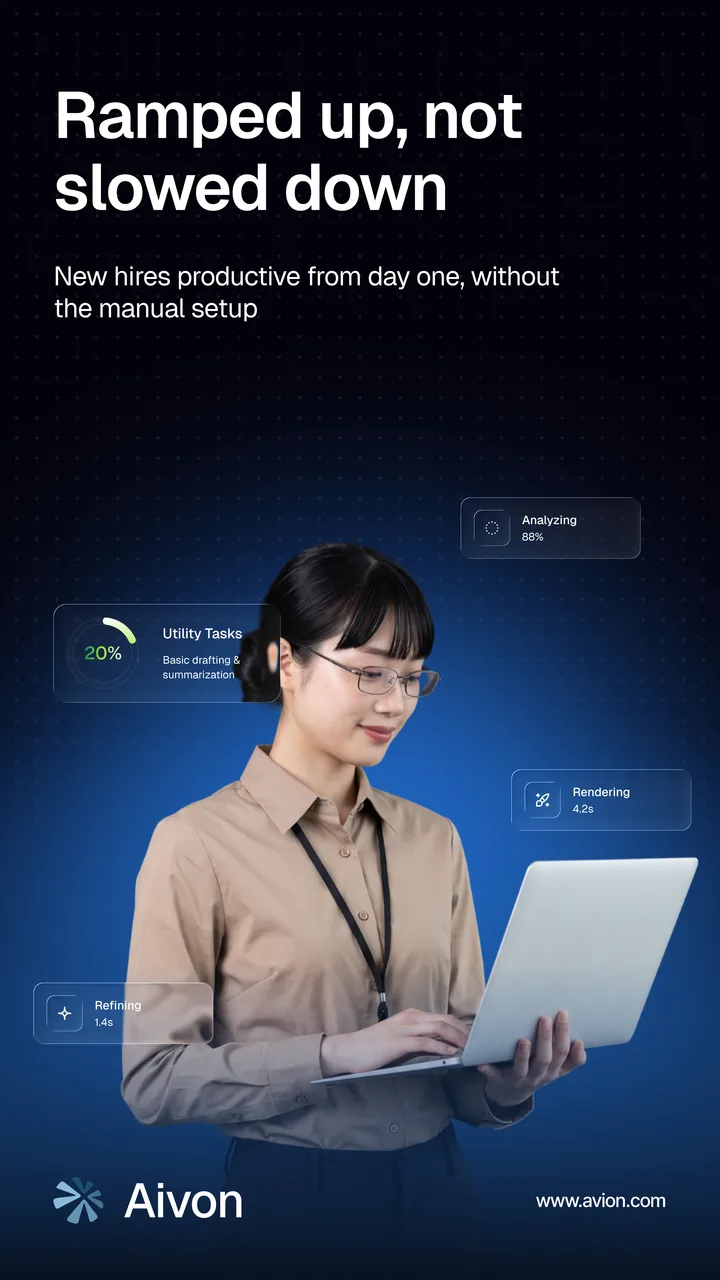 Ramped up, not
slowed down
New hires productive from day one, without
the manual setup
Analyzing
88%
20%
Utility Tasks
Basic drafting &
summarization
Rendering
4.2s
Refining
1.4s
Aivon
www.avion.com